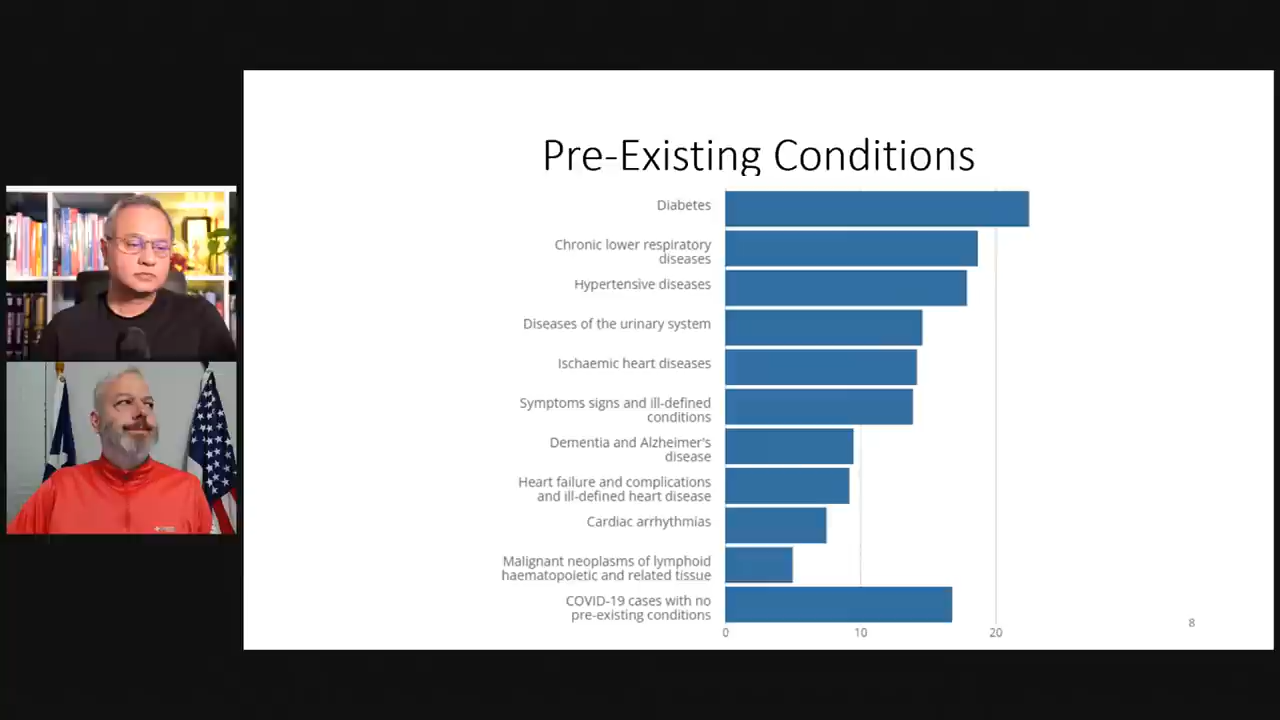 Pre-Existing Conditions
Diabetes
Chronic lower respiratory
diseases
Hypertensive diseases
Diseases of the urinary system
Ischaemic heart diseases
Symptoms signs and ill-defined
conditions
Dementia and Alzheimer's
disease
Heart failure and complications
and ill-defined heart disease
Cardiac arrhythmias
Malignant neoplasms of lymphoid
haematopoietic and related tissue
COVID-19 cases with no
pre-existing conditions
0 10 20
8